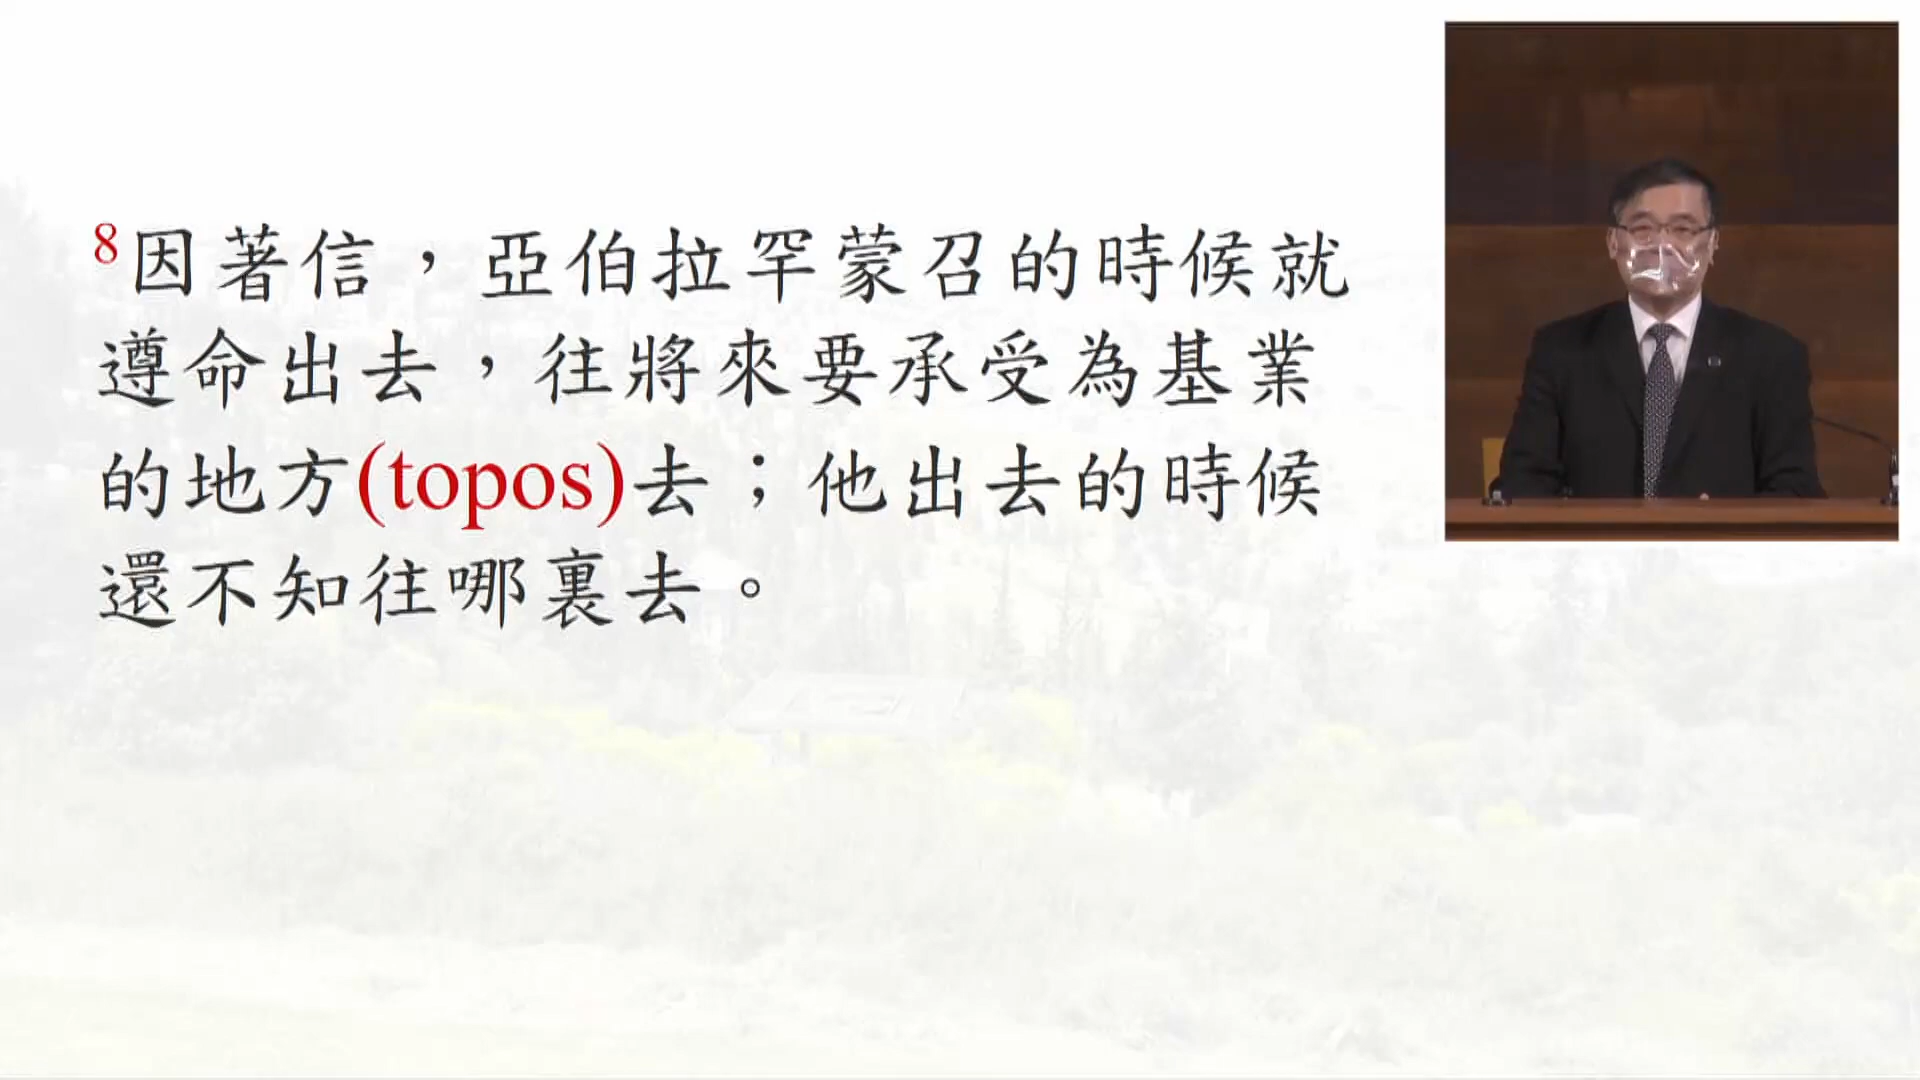 8因著信，亞伯拉罕蒙召的時候就
遵命出去，往將來要承受為基業
的地方(topos)去；他出去的時候
還不知往哪裏去。